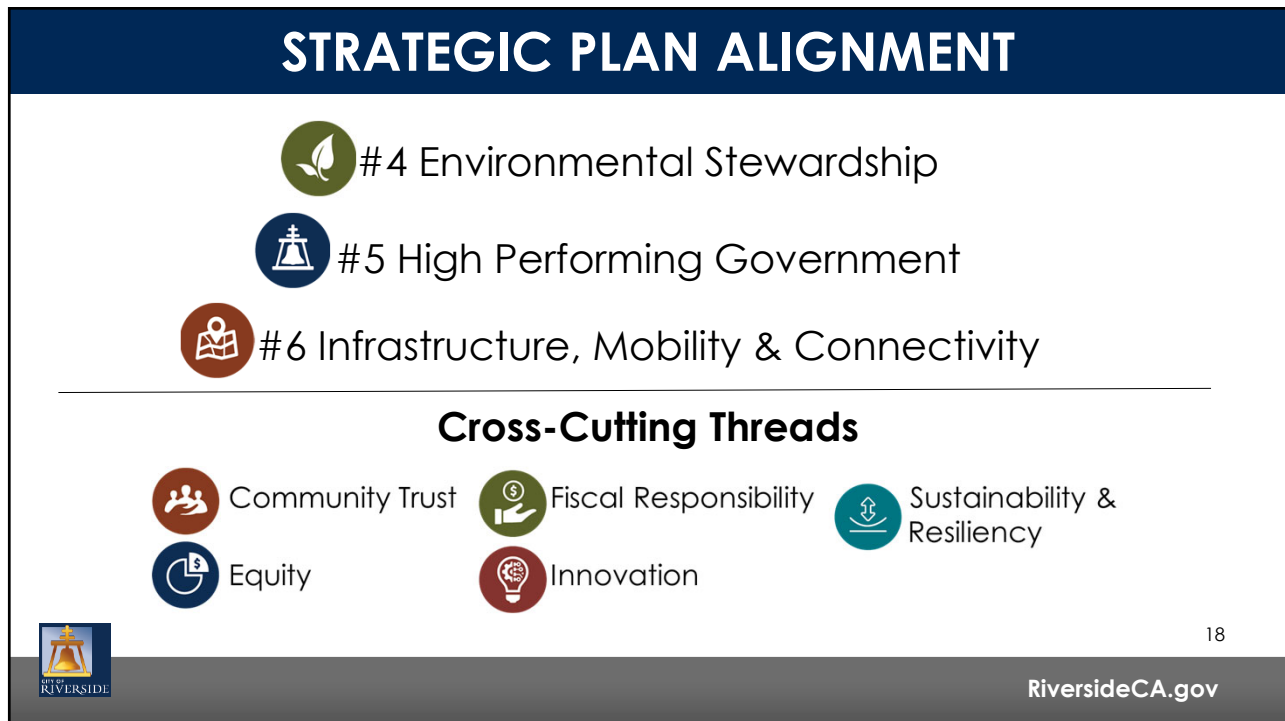 STRATEGIC PLAN ALIGNMENT
#4 Environmental Stewardship
#5 High Performing Government
#6 Infrastructure, Mobility & Connectivity
Cross-Cutting Threads
Community Trust
Fiscal Responsibility
Sustainability &
Resiliency
Equity
Innovation
18
CITY OF
RIVERSIDE
RiversideCA.gov